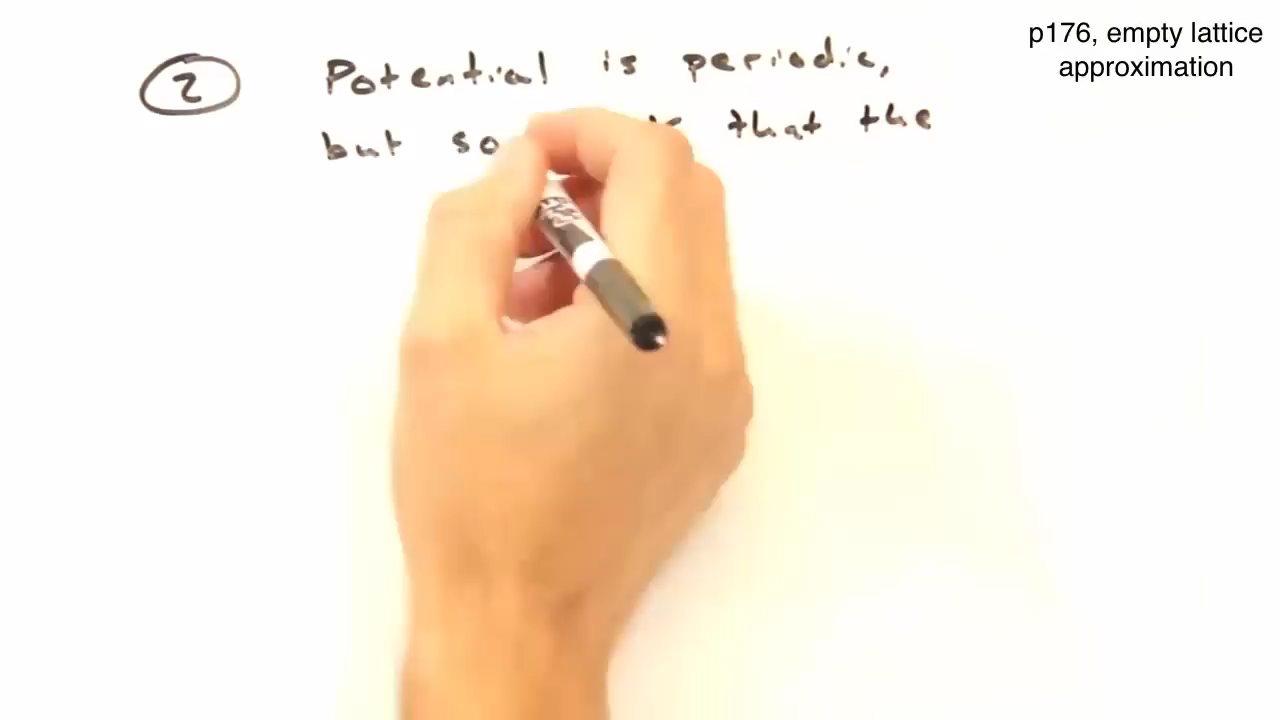 p176, empty lattice
approximation
2 Potential is periodic,
but so that the